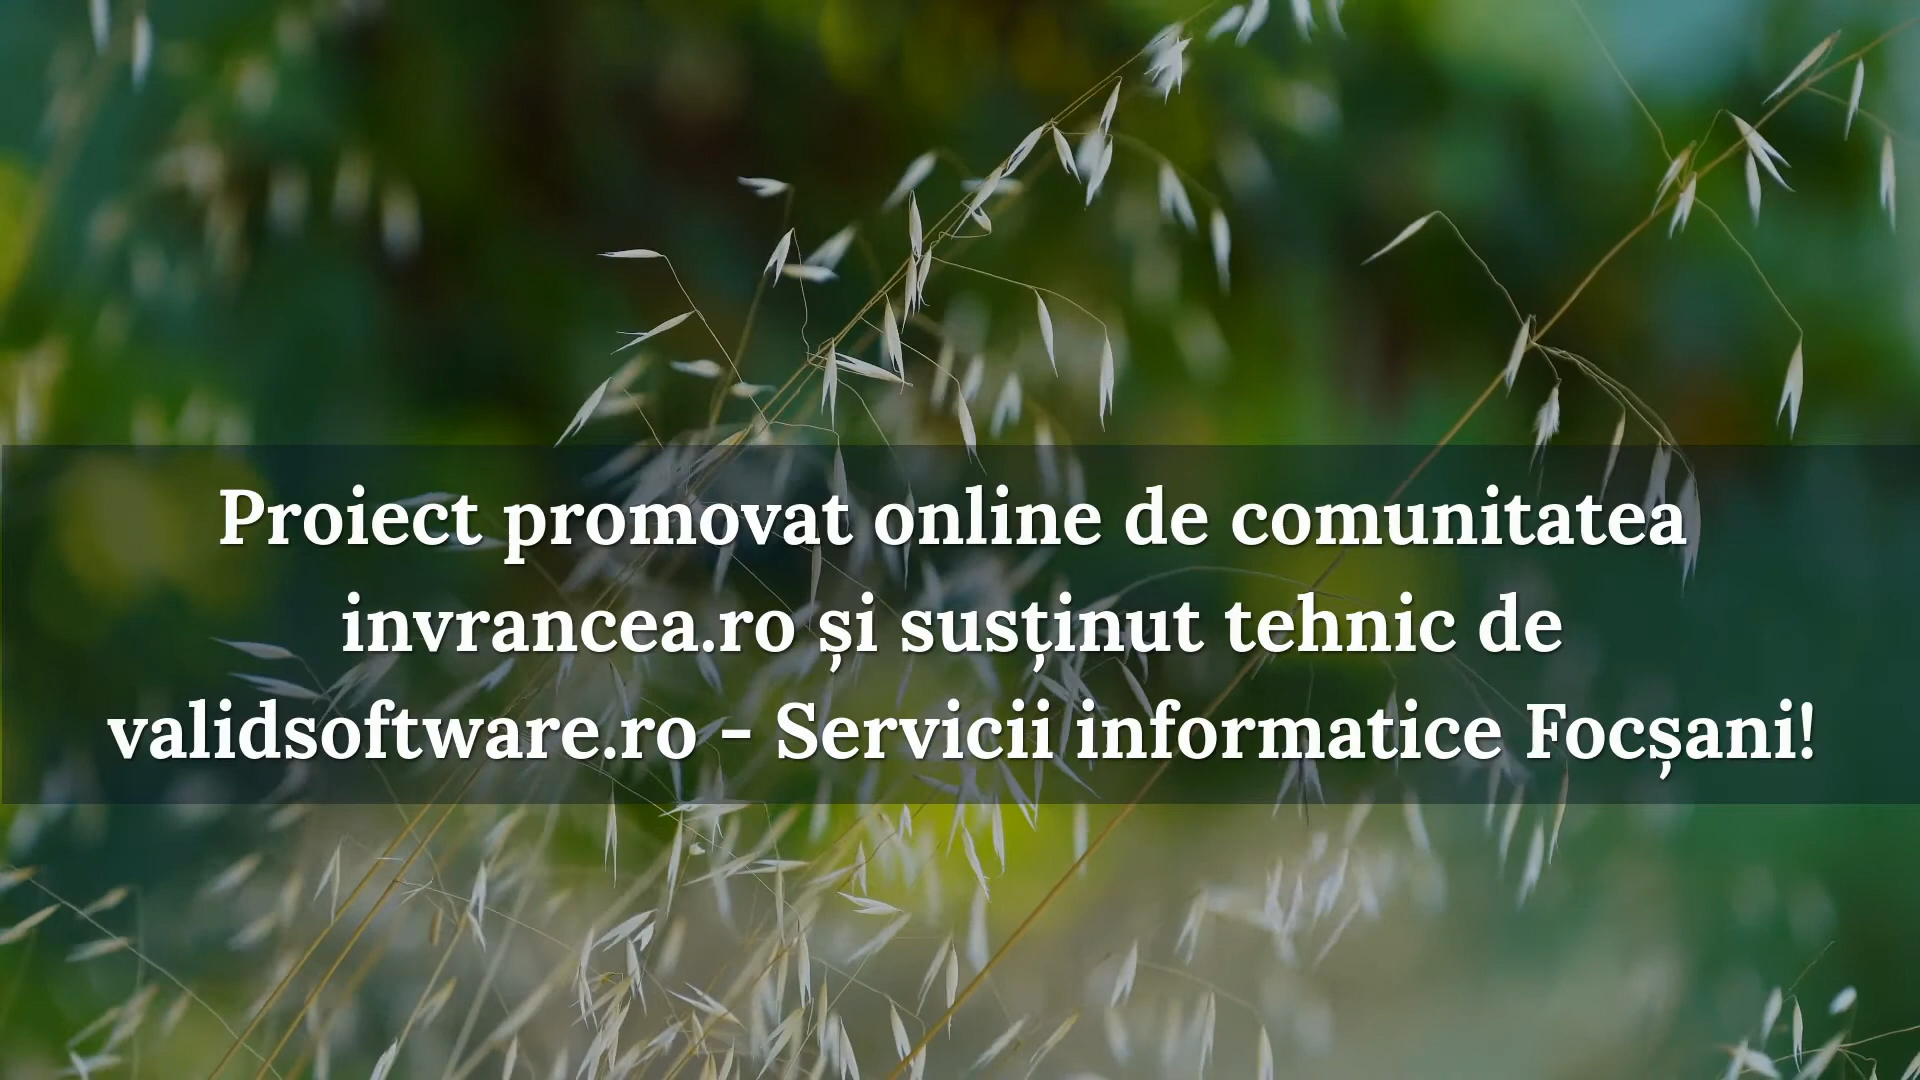 Proiect promovat online de comunitatea
invrancea.ro și susținut tehnic de
validsoftware.ro - Servicii informatice Focșani!